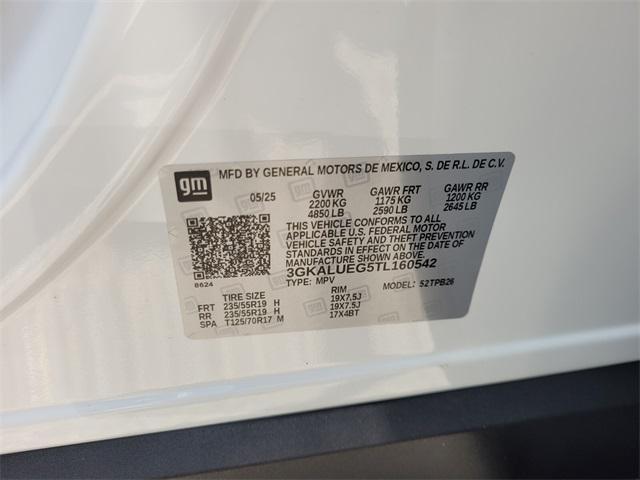 gm
MFD BY GENERAL MOTORS DE MEXICO, S. DE R.L. DE C.V.
05/25 GVWR GAWR FRT GAWR RR
2200 KG 1175 KG 1200 KG
4850 LB 2590 LB 2645 LB
THIS VEHICLE CONFORMS TO ALL
APPLICABLE U.S. FEDERAL MOTOR
VEHICLE SAFETY AND THEFT
PREVENTION STANDARDS IN EFFECT ON
THE DATE OF MANUFACTURE SHOWN ABOVE.
3GKALUEG5TL160542
8624 TYPE: MPV MODEL: 52TPB26
TIRE SIZE RIM
FRT 235/55R19 H 19X7.5J
RR 235/55R19 H 19X7.5J
SPA T125/70R17 M 17X4BT